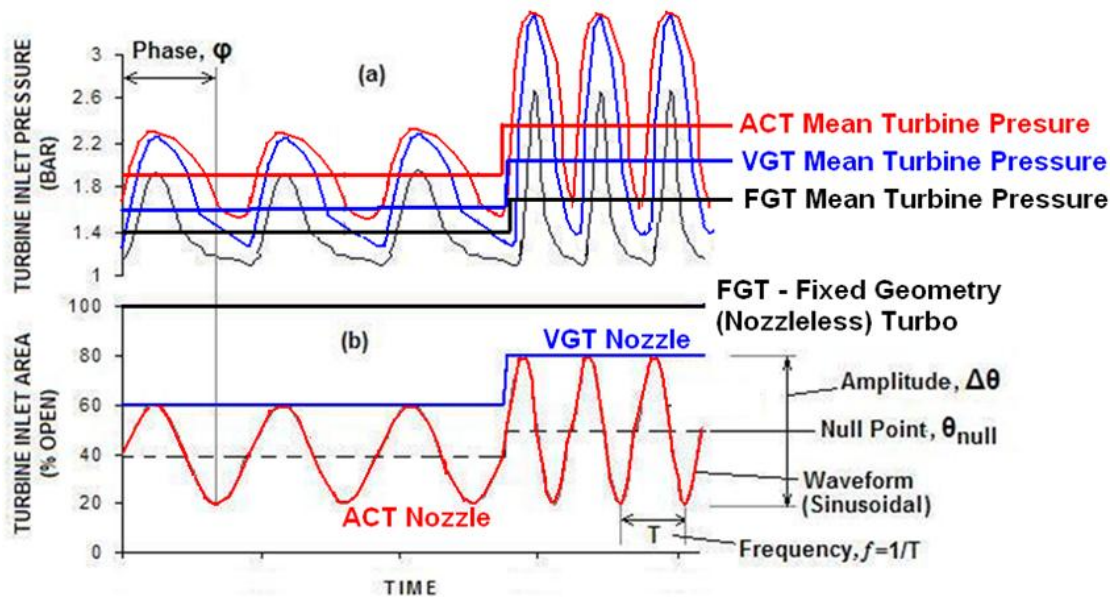 Phase, φ
(a)
TURBINE INLET PRESSURE
(BAR)
3
2.6
2.2
1.8
1.4
1
ACT Mean Turbine Presure
VGT Mean Turbine Pressure
FGT Mean Turbine Pressure
FGT - Fixed Geometry
(Nozzleless) Turbo
(b)
VGT Nozzle
TURBINE INLET AREA
(% OPEN)
100
80
60
40
20
0
Amplitude, Δθ
Null Point, θnull
Waveform
(Sinusoidal)
ACT Nozzle
T
Frequency, f=1/T
TIME